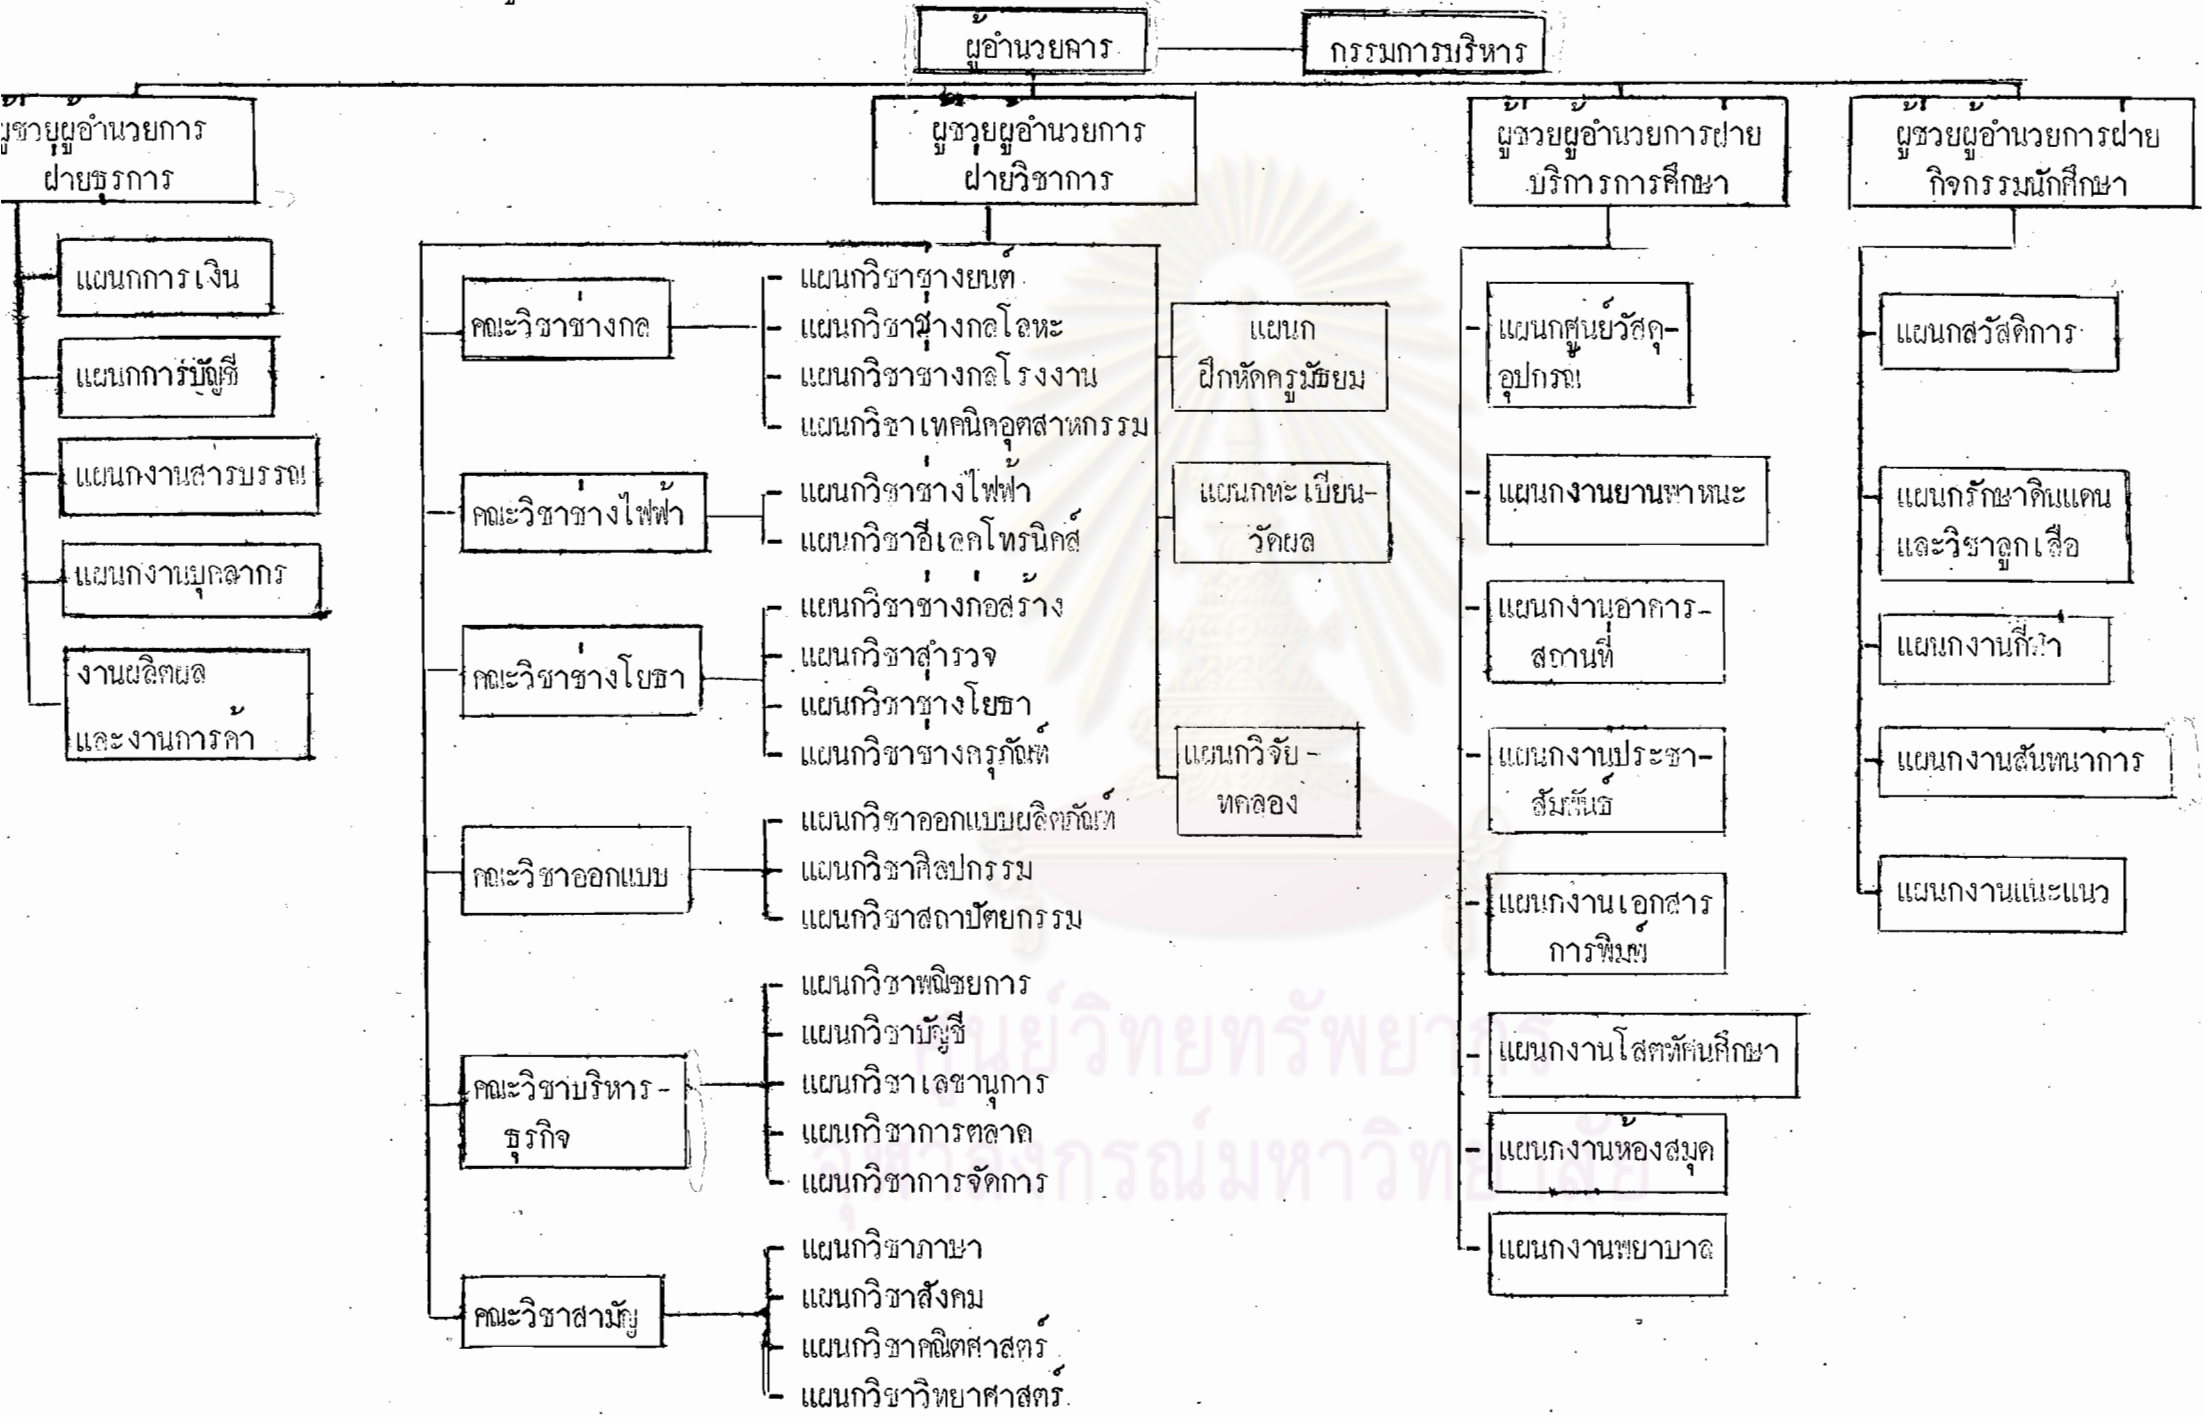 ผู้อำนวยการ
กรรมการบริหาร
ผู้ช่วยผู้อำนวยการ
ฝ่ายธุรการ
แผนกการเงิน
แผนกการบัญชี
แผนกงานสารบรรณ
แผนกงานบุคลากร
งานผลิตผล
และงานการค้า
ผู้ช่วยผู้อำนวยการ
ฝ่ายวิชาการ
คณะวิชาช่างกล
แผนกวิชาช่างยนต์
แผนกวิชาช่างกลโลหะ
แผนกวิชาช่างกลโรงงาน
แผนกวิชาเทคนิคอุตสาหกรรม
คณะวิชาช่างไฟฟ้า
แผนกวิชาช่างไฟฟ้า
แผนกวิชาอีเลคโทรนิคส์
คณะวิชาช่างโยธา
แผนกวิชาช่างก่อสร้าง
แผนกวิชาสำรวจ
แผนกวิชาช่างโยธา
แผนกวิชาช่างครุภัณฑ์
คณะวิชาออกแบบ
แผนกวิชาออกแบบผลิตภัณฑ์
แผนกวิชาศิลปกรรม
แผนกวิชาสถาปัตยกรรม
คณะวิชาบริหาร-
ธุรกิจ
แผนกวิชาพณิชยการ
แผนกวิชาบัญชี
แผนกวิชาเลขานุการ
แผนกวิชาการตลาด
แผนกวิชาการจัดการ
คณะวิชาสามัญ
แผนกวิชาภาษา
แผนกวิชาสังคม
แผนกวิชาคณิตศาสตร์
แผนกวิชาวิทยาศาสตร์
แผนก
ฝึกหัดครูมัธยม
แผนกทะเบียน-
วัดผล
แผนกวิจัย-
ทดลอง
ผู้ช่วยผู้อำนวยการฝ่าย
บริการการศึกษา
แผนกศูนย์วัสดุ-
อุปกรณ์
แผนกงานยานพาหนะ
แผนกงานอาคาร-
สถานที่
แผนกงานประชา-
สัมพันธ์
แผนกงานเอกสาร
การพิมพ์
แผนกงานโสตทัศนศึกษา
แผนกงานห้องสมุด
แผนกงานพยาบาล
ผู้ช่วยผู้อำนวยการฝ่าย
กิจกรรมนักศึกษา
แผนกสวัสดิการ
แผนกรักษาดินแดน
และวิชาลูกเสือ
แผนกงานกีฬา
แผนกงานสันทนาการ
แผนกงานแนะแนว
ศูนย์วิทยทรัพยากร
จุฬาลงกรณ์มหาวิทยาลัย